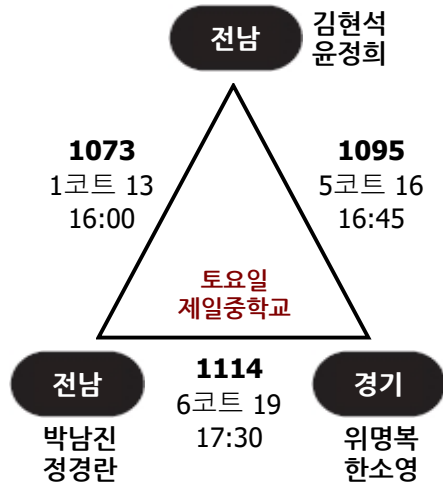 전남
김현석
윤정희
1073
1코트 13
16:00
1095
5코트 16
16:45
토요일
제일중학교
전남
박남진
정경란
1114
6코트 19
17:30
경기
위명복
한소영